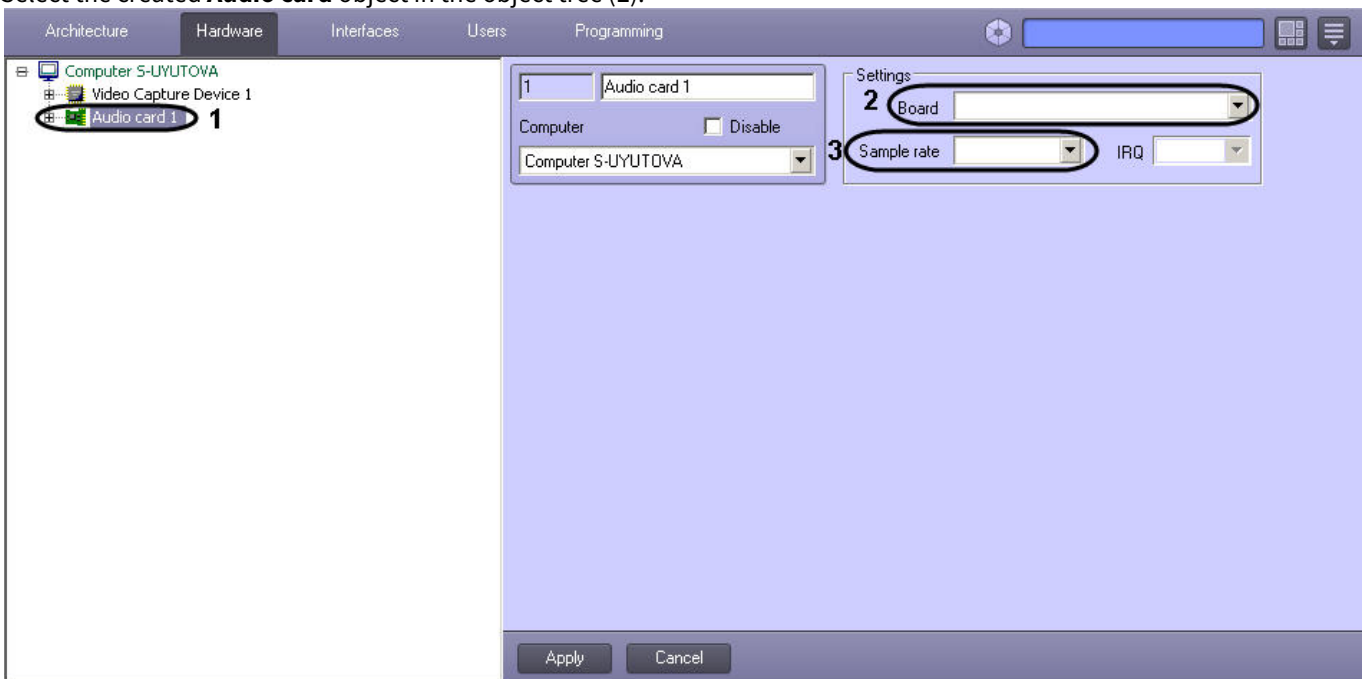 Select the created Audio card object in the object tree (1).
Architecture Hardware Interfaces Users Programming
Computer S-UYUTOVA
Video Capture Device 1
Audio card 1 1
1 Audio card 1
Computer Disable
Computer S-UYUTOVA
Settings
2 Board
3 Sample rate IRQ
Apply Cancel